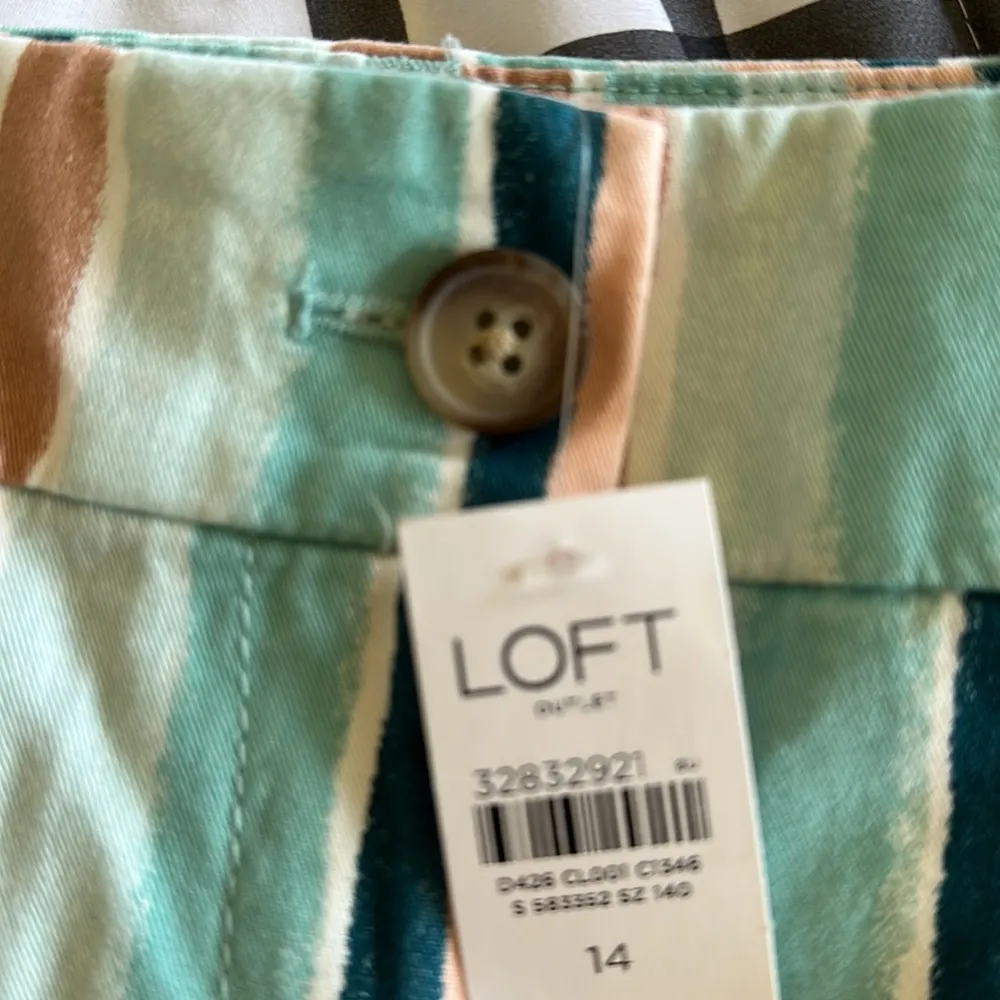 LOFT
OUTLET
32832921
D426 CL001 C1346
S 583352 SZ 140
14